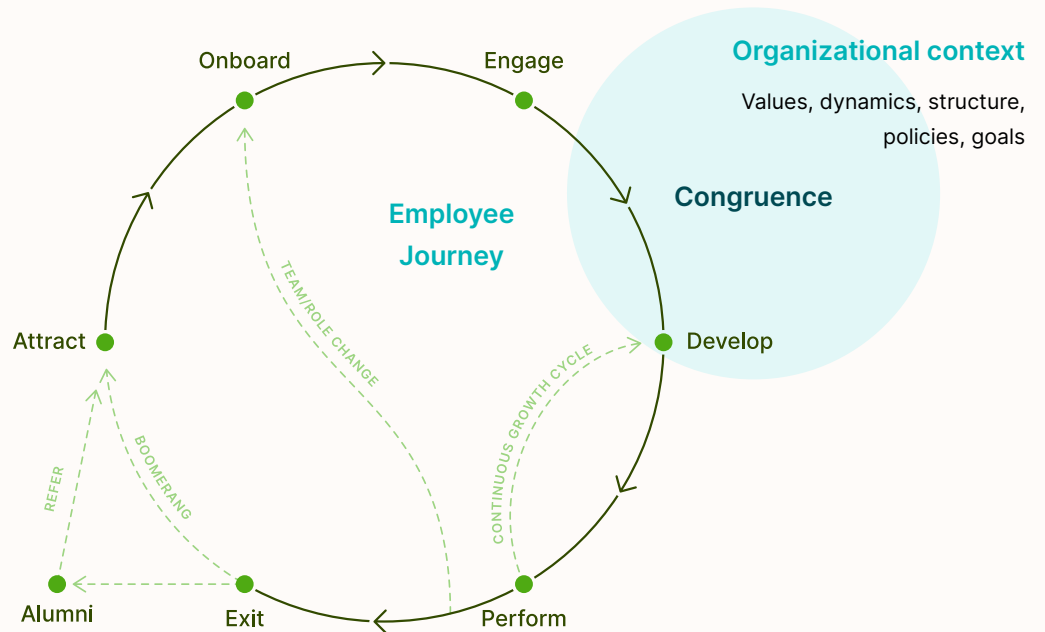 Organizational context
Onboard
Engage
Values, dynamics, structure,
policies, goals
Congruence
Employee
Journey
TEAM/ROLE CHANGE
Attract
Develop
CONTINUOUS GROWTH CYCLE
BOOMERANG
REFER
Alumni
Exit
Perform